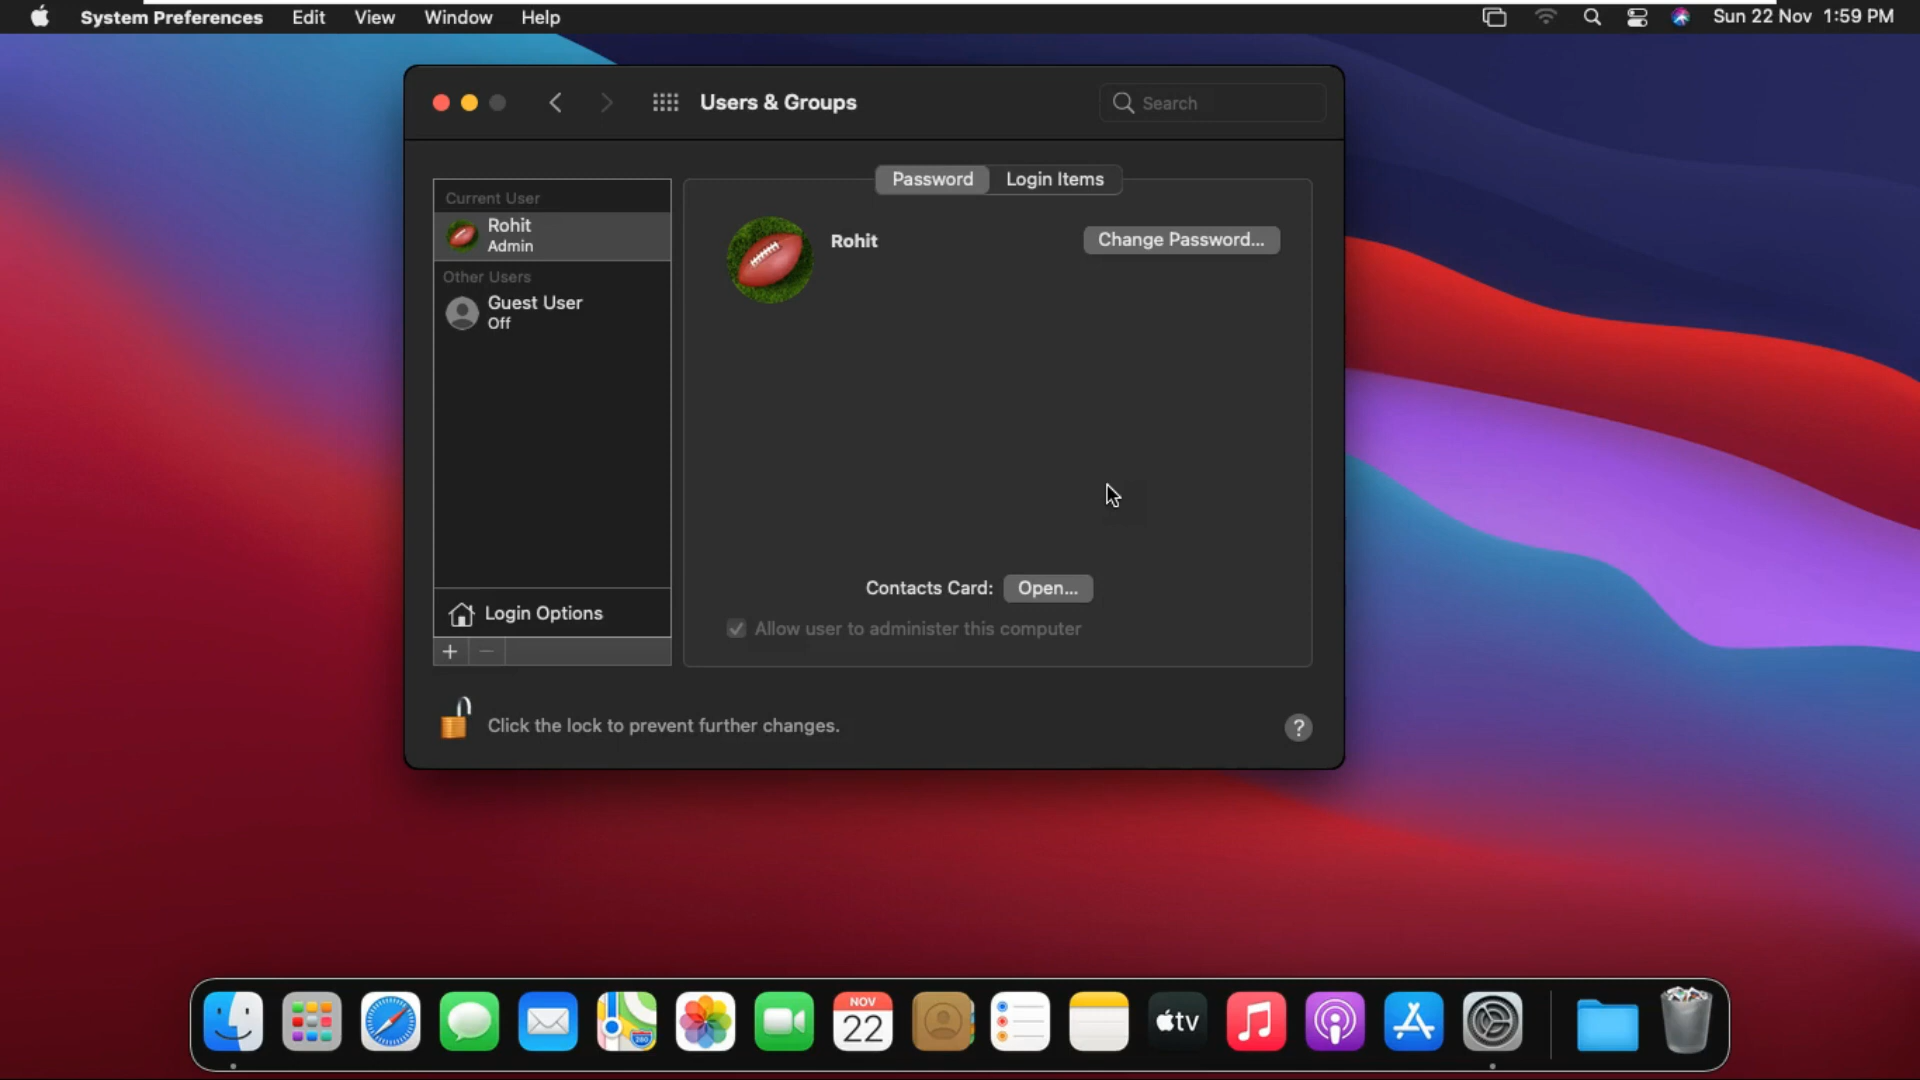 System Preferences Edit View Window Help Sun 22 Nov 1:59 PM
Users & Groups Search
Password Login Items
Current User
Rohit
Admin
Other Users
Guest User
Off
Login Options
+ −
Rohit Change Password...
Contacts Card: Open...
Allow user to administer this computer
Click the lock to prevent further changes. ?
NOV
22
280
tv